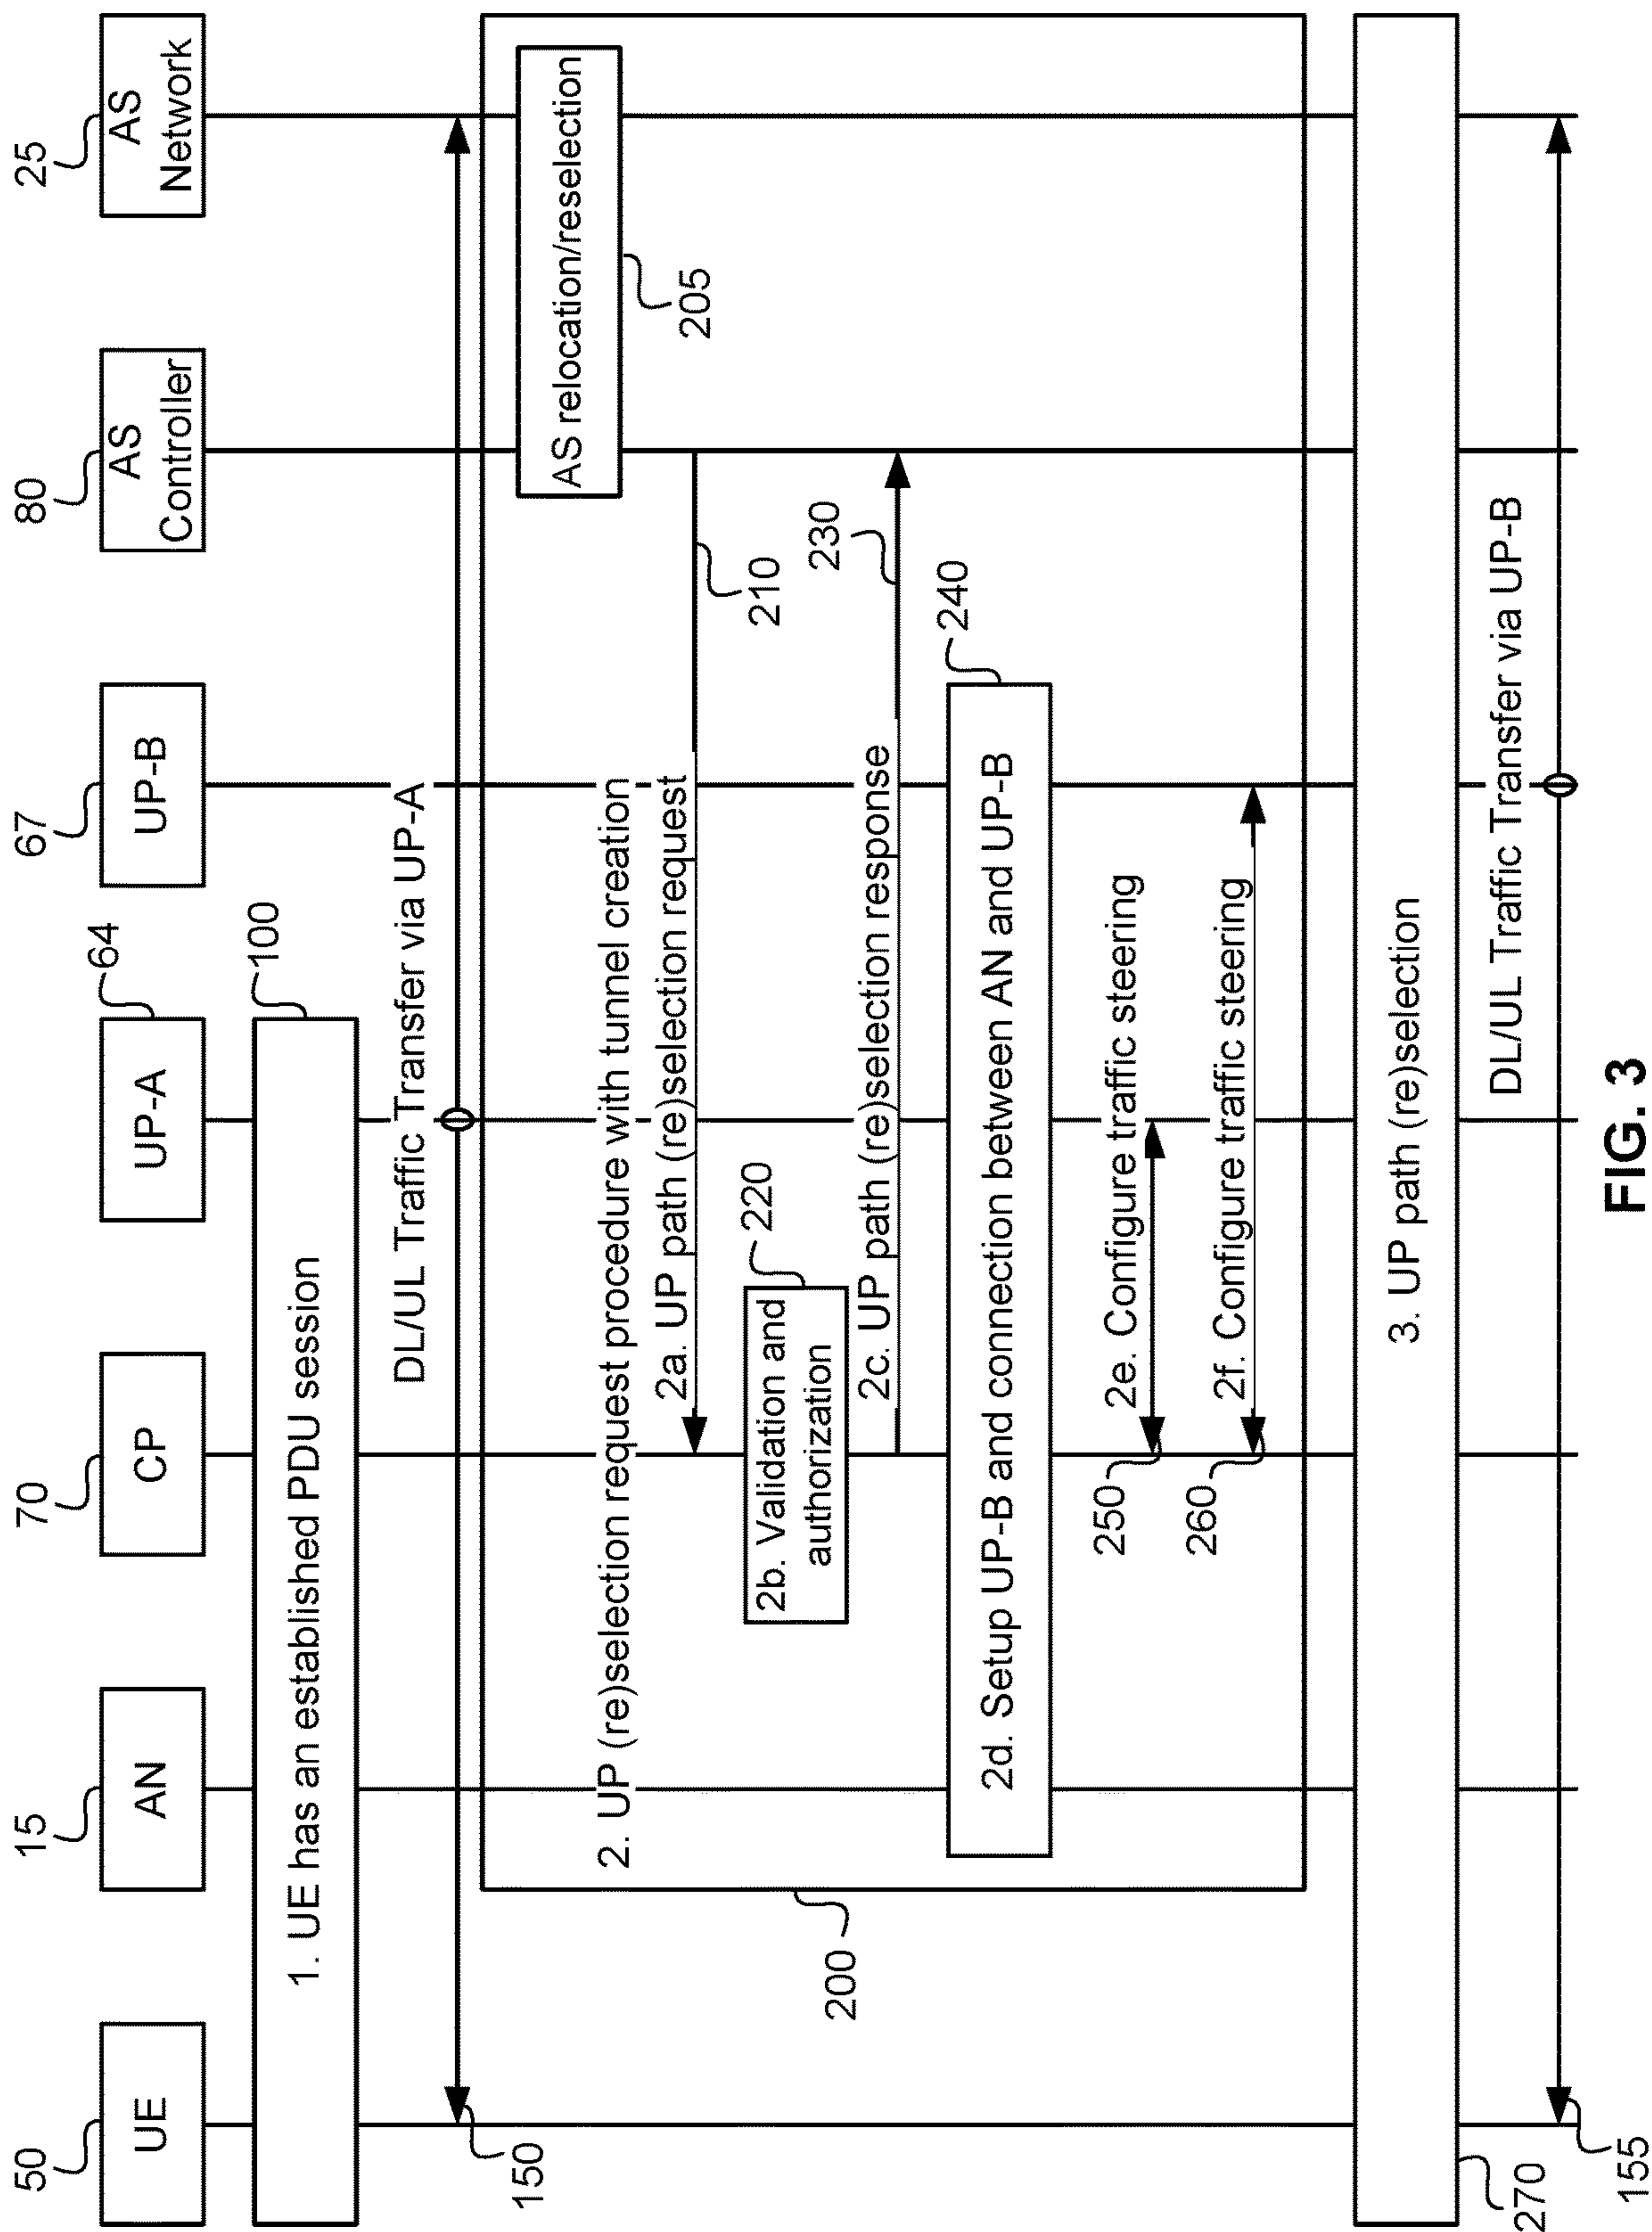 50
15
70
64
67
80
25
UE
AN
CP
UP-A
UP-B
AS
Controller
AS
Network
1. UE has an established PDU session
100
DL/UL Traffic Transfer via UP-A
150
AS relocation/reselection
205
2. UP (re)selection request procedure with tunnel creation
2a. UP path (re)selection request
210
2b. Validation and
authorization
220
200
2c. UP path (re)selection response
230
2d. Setup UP-B and connection between AN and UP-B
240
2e. Configure traffic steering
250
2f. Configure traffic steering
260
3. UP path (re)selection
270
DL/UL Traffic Transfer via UP-B
155
FIG. 3